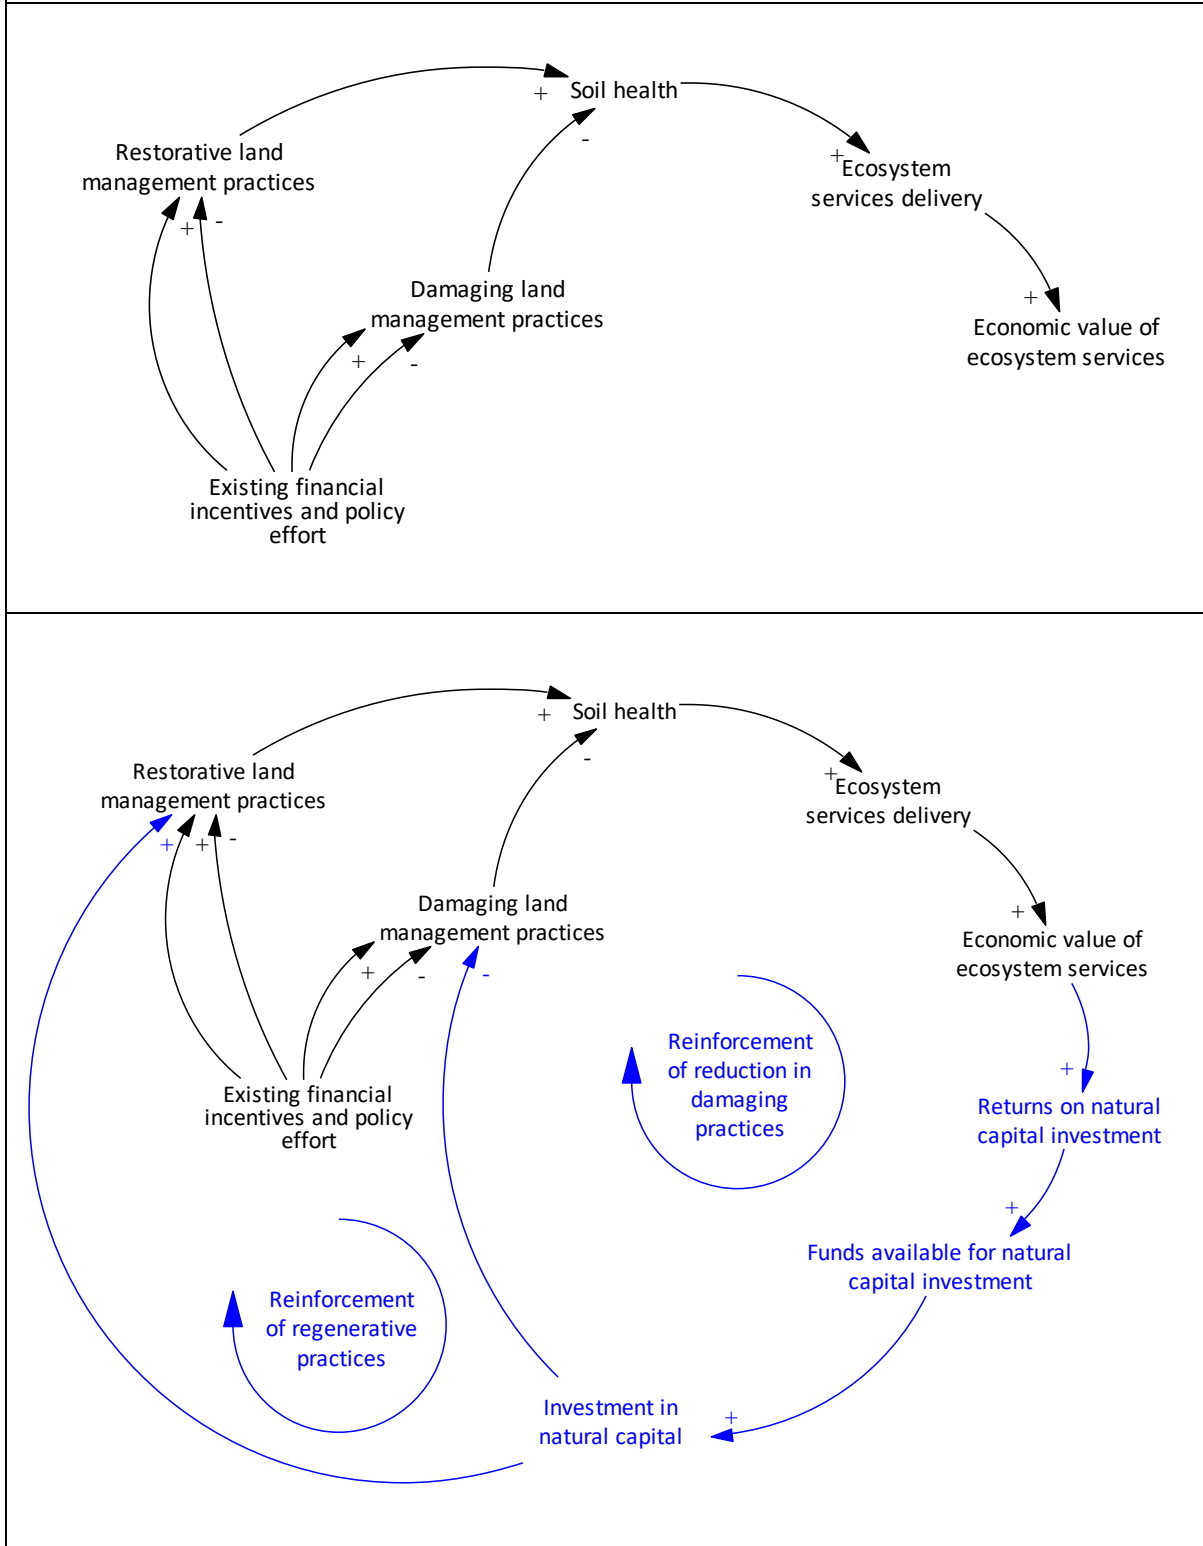 Soil health
+
-
Restorative land
management practices
+
-
+
Ecosystem
services delivery
Damaging land
management practices
+
-
+
Economic value of
ecosystem services
Existing financial
incentives and policy
effort
Soil health
+
-
Restorative land
management practices
+
+
-
+
Ecosystem
services delivery
Damaging land
management practices
+
-
-
+
Economic value of
ecosystem services
Existing financial
incentives and policy
effort
Reinforcement
of reduction in
damaging
practices
+
Returns on natural
capital investment
+
Funds available for natural
capital investment
Reinforcement
of regenerative
practices
Investment in
natural capital
+